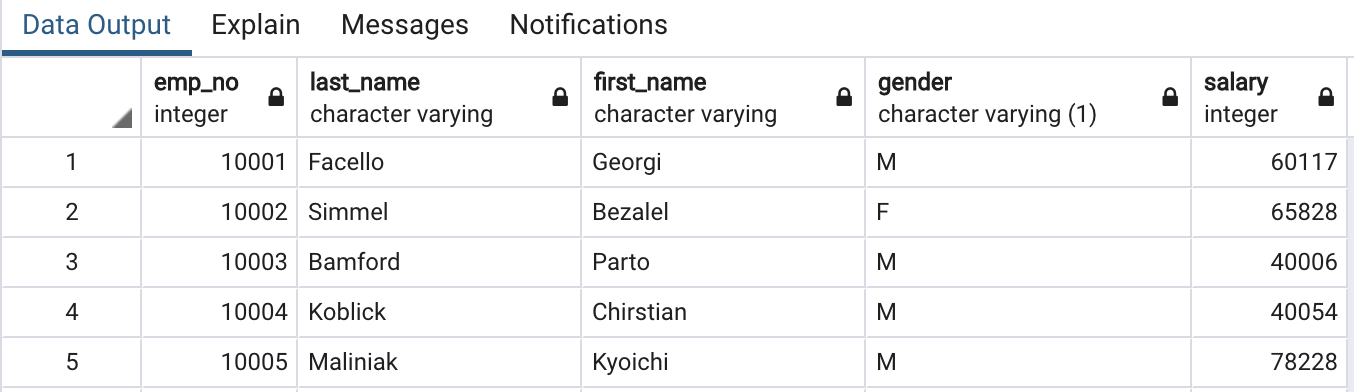 Data Output Explain Messages Notifications
emp_no last_name first_name gender salary
integer character varying character varying character varying (1) integer
1 10001 Facello Georgi M 60117
2 10002 Simmel Bezalel F 65828
3 10003 Bamford Parto M 40006
4 10004 Koblick Chirstian M 40054
5 10005 Maliniak Kyoichi M 78228